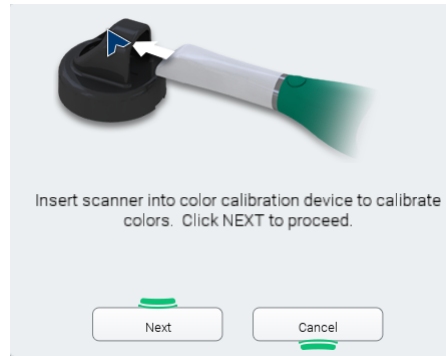 Insert scanner into color calibration device to calibrate
colors.  Click NEXT to proceed.
Next
Cancel